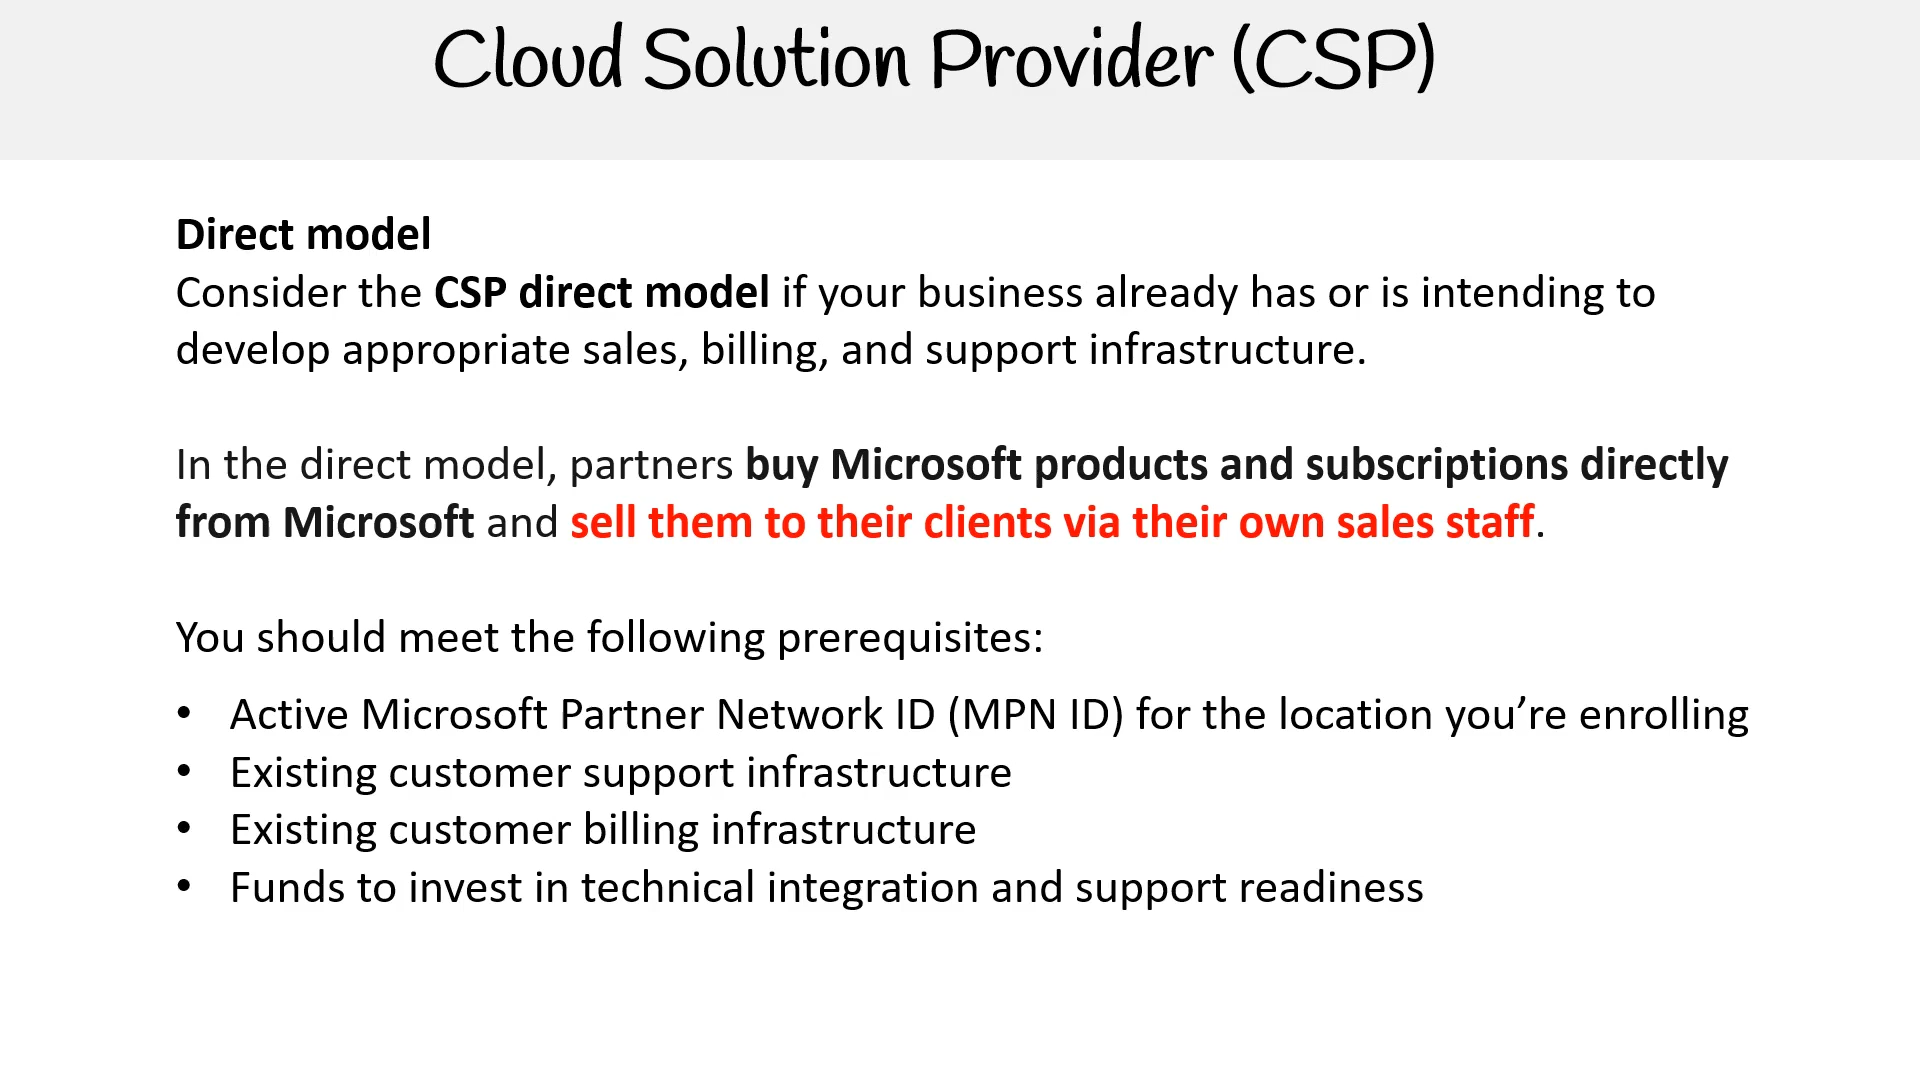 Cloud Solution Provider (CSP)
Direct model
Consider the CSP direct model if your business already has or is intending to
develop appropriate sales, billing, and support infrastructure.
In the direct model, partners buy Microsoft products and subscriptions directly
from Microsoft and sell them to their clients via their own sales staff.
You should meet the following prerequisites:
• Active Microsoft Partner Network ID (MPN ID) for the location you’re enrolling
• Existing customer support infrastructure
• Existing customer billing infrastructure
• Funds to invest in technical integration and support readiness